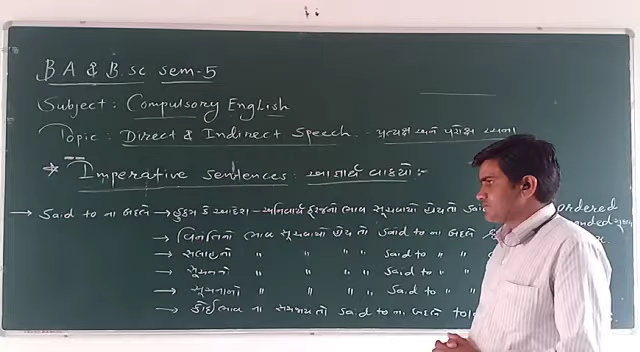 BA & B.sc sem-5
Subject: Compulsory English
Topic: Direct & Indirect Speech - પ્રત્યક્ષ અને પરોક્ષ રચના
* Imperative sentences: આજ્ઞાર્થ વાક્યો :-
→ Said to ના બદલે → હુકમ કે આદેશ - અનિવાર્ય ફરજનો ભાવ સૂચવાયો હોય તો ordered
→ વિનંતિનો ભાવ સૂચવાયો હોય તો Said to ના બદલે
→ સલાહનો " " " " Said to " "
→ સૂચનનો " " " " Said to " "
→ સૂચનાનો " " " " Said to " "
→ કોઈ ભાવ ના સમજાય તો Said to ના બદલે